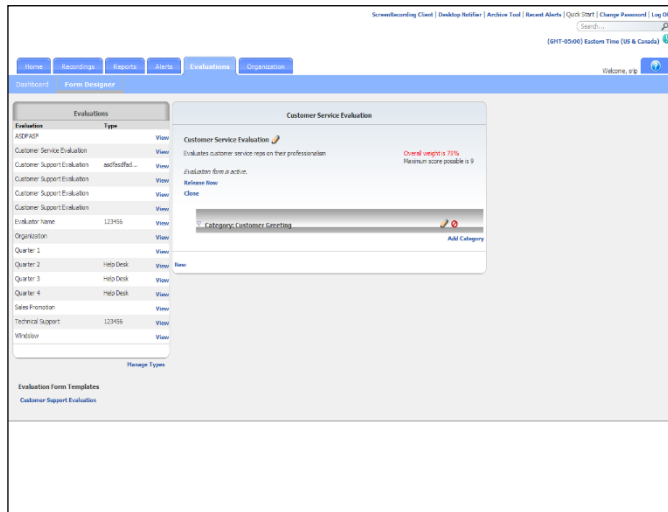 ScreenRecording Client | Desktop Notifier | Archive Tool | Recent Alerts | Quick Start | Change Password | Log O
Search...
(GMT-05:00) Eastern Time (US & Canada)
Home Recordings Reports Alerts Evaluations Organization
Welcome, srip
Dashboard Form Designer
Evaluations
Evaluation Type
ASDFASF View
Customer Service Evaluation View
Customer Support Evaluation asdfasdfad... View
Customer Support Evaluation View
Customer Support Evaluation View
Customer Support Evaluation View
Evaluator Name 123456 View
Organization View
Quarter 1 View
Quarter 2 Help Desk View
Quarter 3 Help Desk View
Quarter 4 Help Desk View
Sales Promotion View
Technical Support 123456 View
Windslow View
Manage Types
Evaluation Form Templates
Customer Support Evaluation
Customer Service Evaluation
Customer Service Evaluation
Evaluates customer service reps on their professionalism
Overall weight is 79%
Maximum score possible is 9
Evaluation form is active.
Release Now
Clone
Category: Customer Greeting
Add Category
New